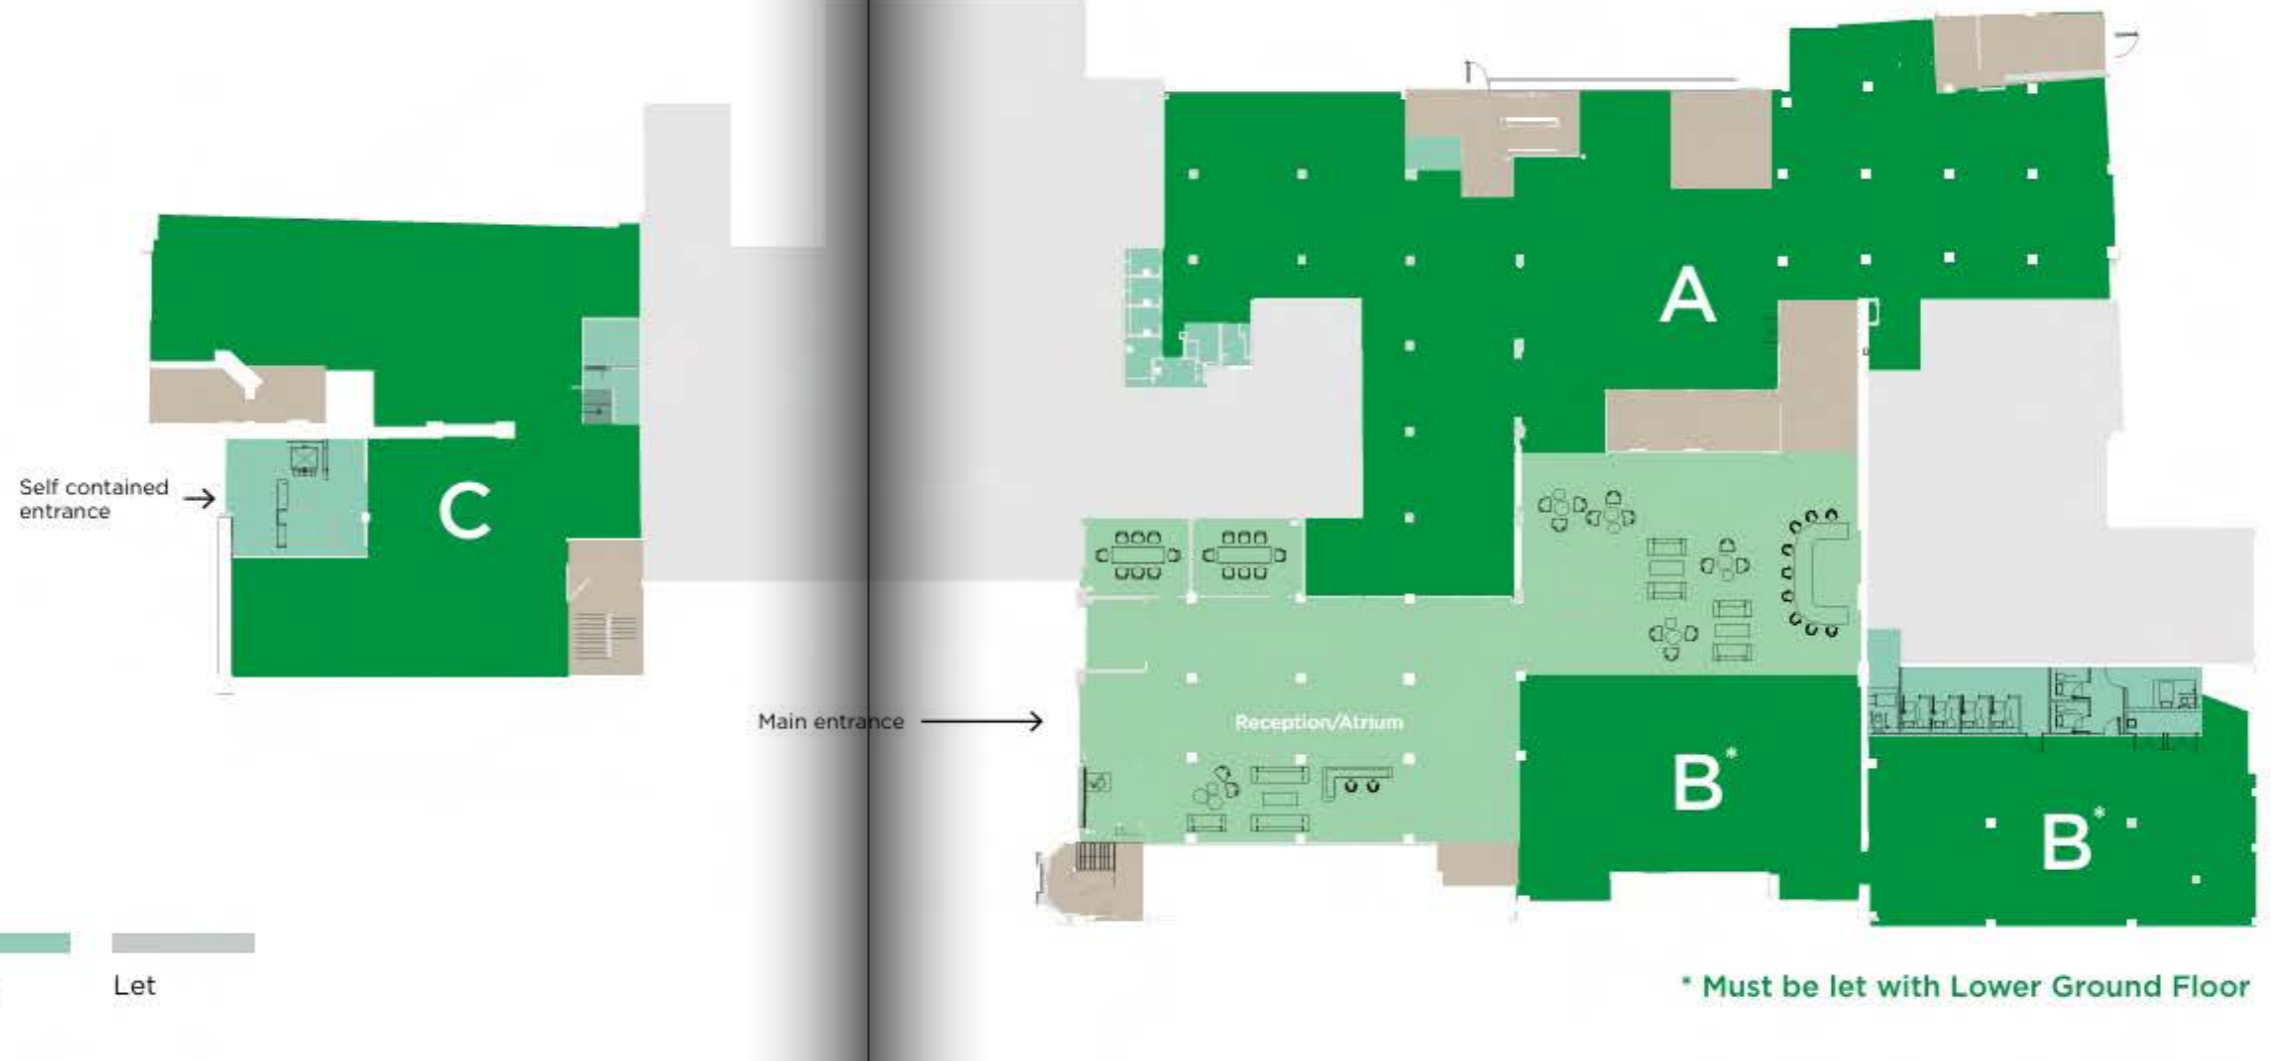 A
C
Self contained
entrance
Main entrance
Reception/Atrium
B*
B*
Let
* Must be let with Lower Ground Floor